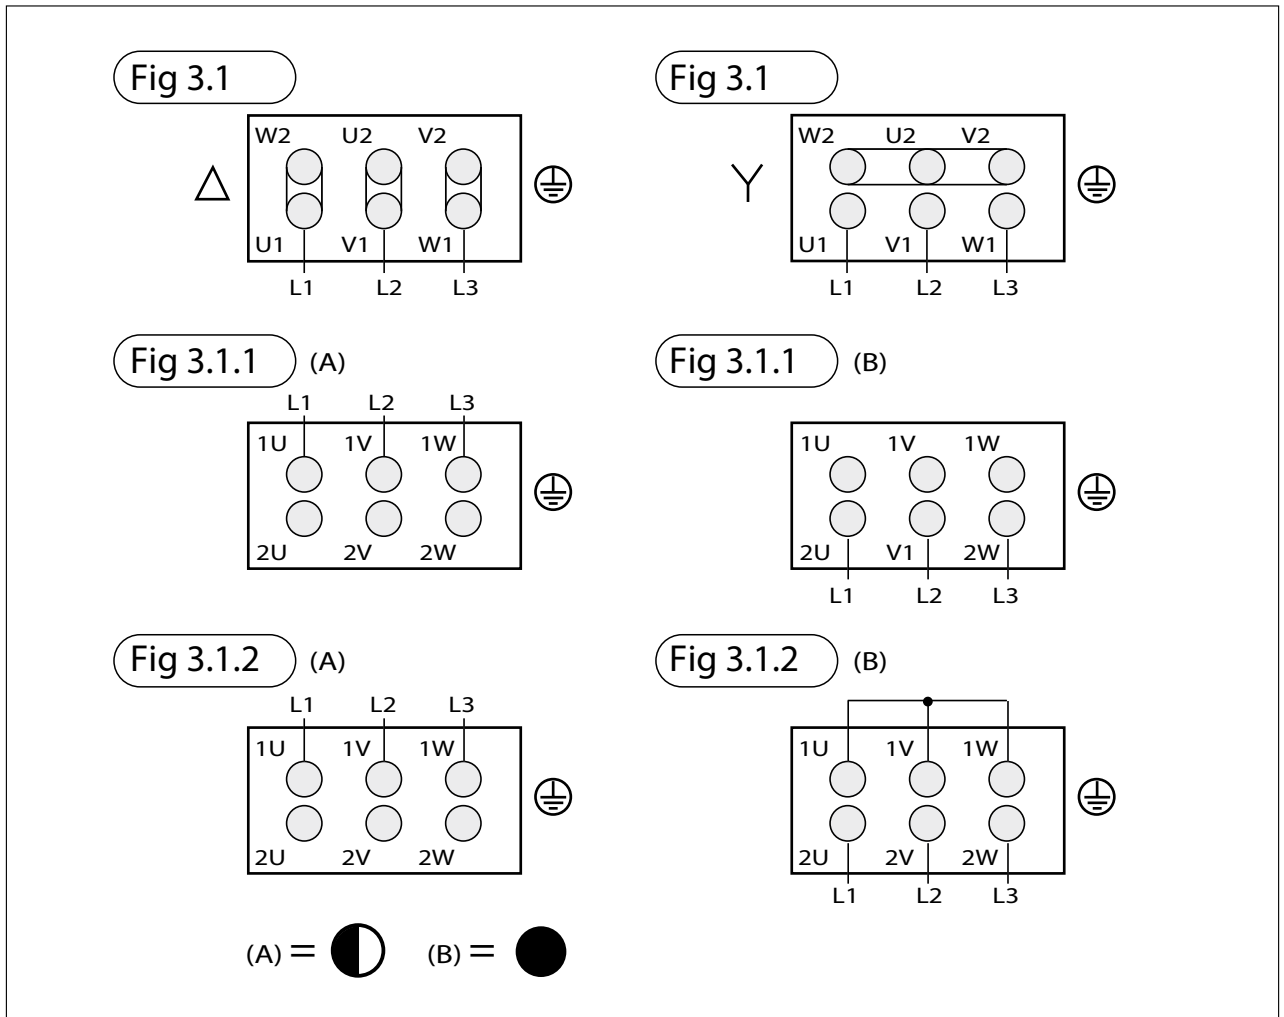 Fig 3.1
W2 U2 V2
U1 V1 W1
L1 L2 L3
Fig 3.1
W2 U2 V2
U1 V1 W1
L1 L2 L3
Fig 3.1.1 (A)
L1 L2 L3
1U 1V 1W
2U 2V 2W
Fig 3.1.1 (B)
1U 1V 1W
2U V1 2W
L1 L2 L3
Fig 3.1.2 (A)
L1 L2 L3
1U 1V 1W
2U 2V 2W
Fig 3.1.2 (B)
1U 1V 1W
2U 2V 2W
L1 L2 L3
(A) = (B) =